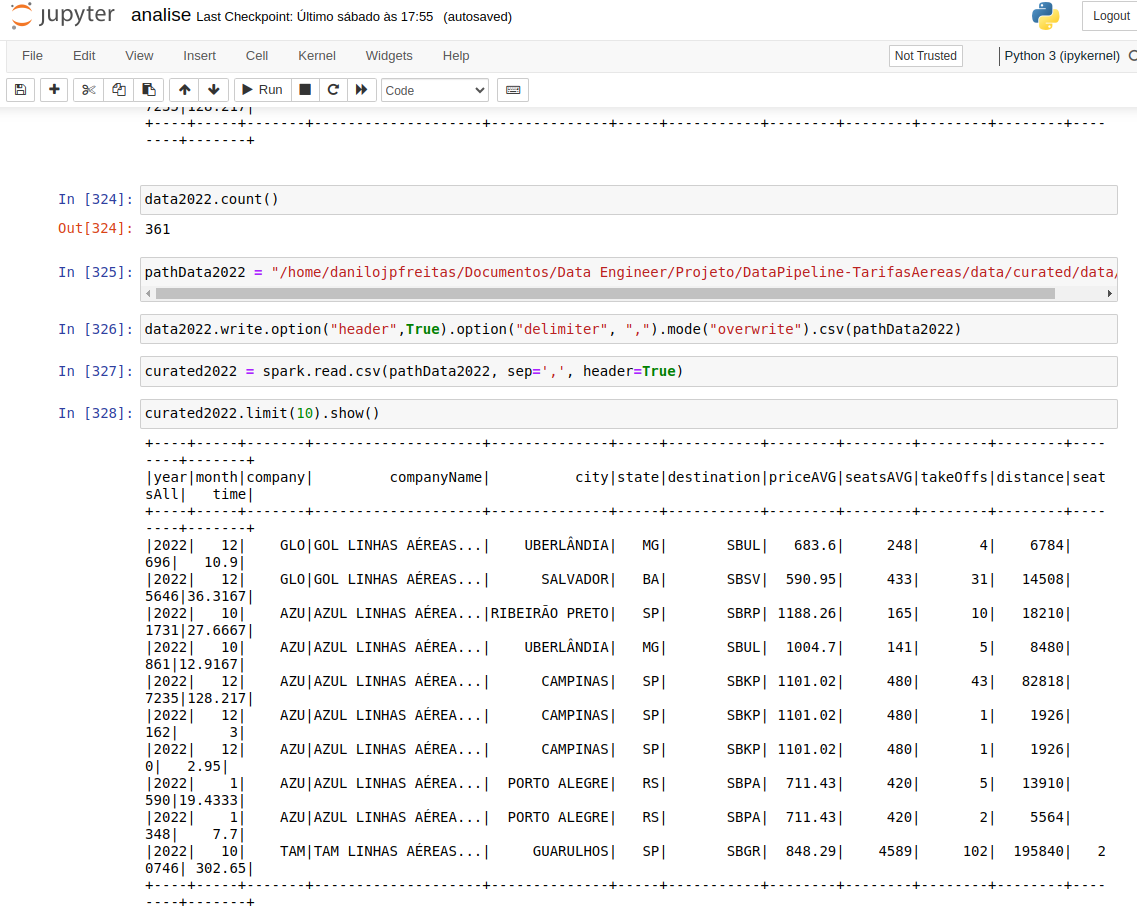 jupyter analise Last Checkpoint: Último sábado às 17:55 (autosaved)
Logout
File Edit View Insert Cell Kernel Widgets Help
Not Trusted
Python 3 (ipykernel)
Run
Code
7235|128.217|
+----+-----+-------+--------------------+--------------+-----+-----------+--------+--------+--------+--------+----
----+-------+
In [324]: data2022.count()
Out[324]: 361
In [325]: pathData2022 = "/home/danilojpfreitas/Documentos/Data Engineer/Projeto/DataPipeline-TarifasAereas/data/curated/data/
In [326]: data2022.write.option("header",True).option("delimiter", ",").mode("overwrite").csv(pathData2022)
In [327]: curated2022 = spark.read.csv(pathData2022, sep=',', header=True)
In [328]: curated2022.limit(10).show()
+----+-----+-------+--------------------+--------------+-----+-----------+--------+--------+--------+--------+----
----+-------+
|year|month|company|         companyName|          city|state|destination|priceAVG|seatsAVG|takeOffs|distance|seat
sAll|   time|
+----+-----+-------+--------------------+--------------+-----+-----------+--------+--------+--------+--------+----
----+-------+
|2022|   12|    GLO|GOL LINHAS AÉREAS...|    UBERLÂNDIA|   MG|       SBUL|   683.6|     248|       4|    6784|
696|   10.9|
|2022|   12|    GLO|GOL LINHAS AÉREAS...|      SALVADOR|   BA|       SBSV|  590.95|     433|      31|   14508|
5646|36.3167|
|2022|   10|    AZU|AZUL LINHAS AÉREA...|RIBEIRÃO PRETO|   SP|       SBRP| 1188.26|     165|      10|   18210|
1731|27.6667|
|2022|   10|    AZU|AZUL LINHAS AÉREA...|    UBERLÂNDIA|   MG|       SBUL|  1004.7|     141|       5|    8480|
861|12.9167|
|2022|   12|    AZU|AZUL LINHAS AÉREA...|      CAMPINAS|   SP|       SBKP| 1101.02|     480|      43|   82818|
7235|128.217|
|2022|   12|    AZU|AZUL LINHAS AÉREA...|      CAMPINAS|   SP|       SBKP| 1101.02|     480|       1|    1926|
162|      3|
|2022|   12|    AZU|AZUL LINHAS AÉREA...|      CAMPINAS|   SP|       SBKP| 1101.02|     480|       1|    1926|
0|   2.95|
|2022|    1|    AZU|AZUL LINHAS AÉREA...|  PORTO ALEGRE|   RS|       SBPA|  711.43|     420|       5|   13910|
590|19.4333|
|2022|    1|    AZU|AZUL LINHAS AÉREA...|  PORTO ALEGRE|   RS|       SBPA|  711.43|     420|       2|    5564|
348|    7.7|
|2022|   10|    TAM|TAM LINHAS AÉREAS...|     GUARULHOS|   SP|       SBGR|  848.29|    4589|     102|  195840|   2
0746| 302.65|
+----+-----+-------+--------------------+--------------+-----+-----------+--------+--------+--------+--------+----
----+-------+